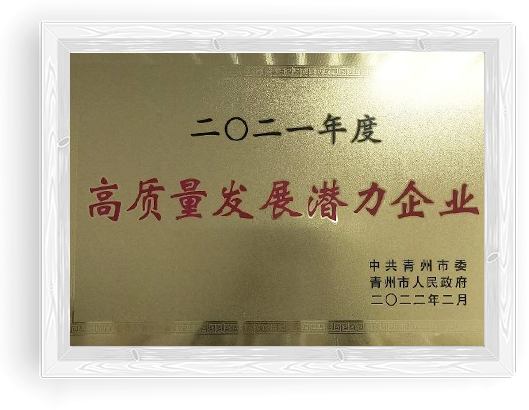 二〇二一年度
高质量发展潜力企业
中共青州市委
青州市人民政府
二〇二二年二月